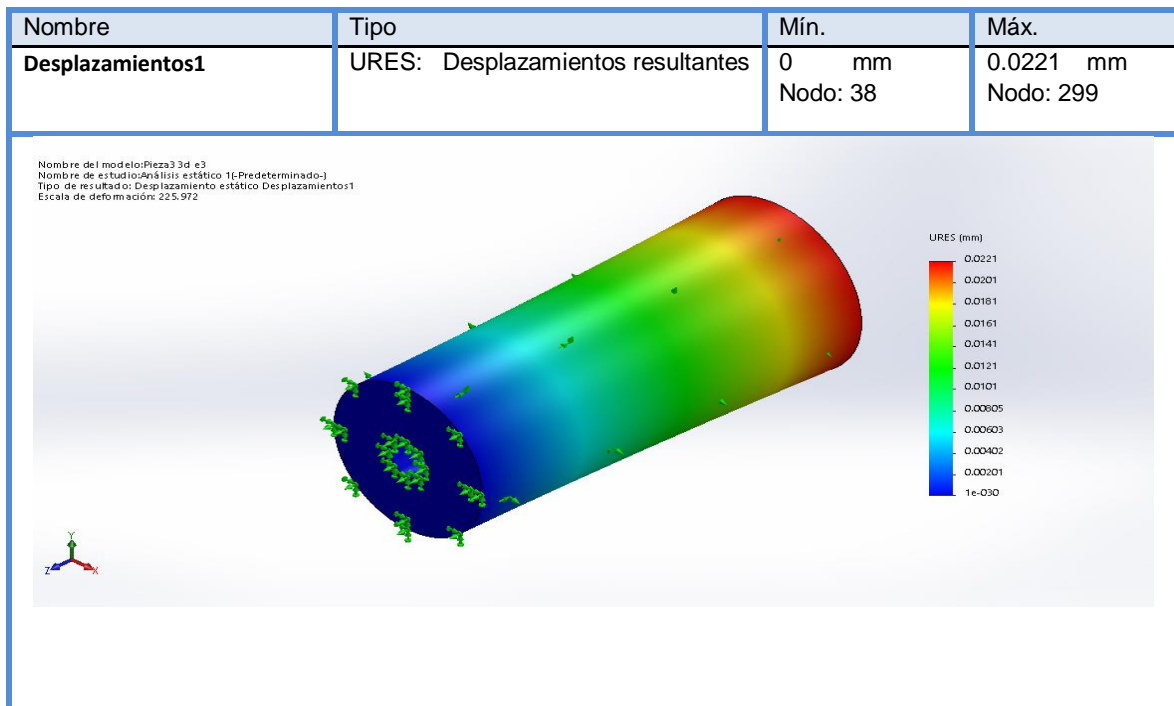 Nombre Tipo Mín. Máx.
Desplazamientos1 URES: Desplazamientos resultantes 0 mm 0.0221 mm
Nodo: 38 Nodo: 299
Nombre del modelo:Pieza3 3d e3
Nombre de estudio:Análisis estático 1(-Predeterminado-)
Tipo de resultado: Desplazamiento estático Desplazamientos1
Escala de deformación: 225.972
URES (mm)
0.0221
0.0201
0.0181
0.0161
0.0141
0.0121
0.0101
0.00805
0.00603
0.00402
0.00201
1e-030
Y
Z X